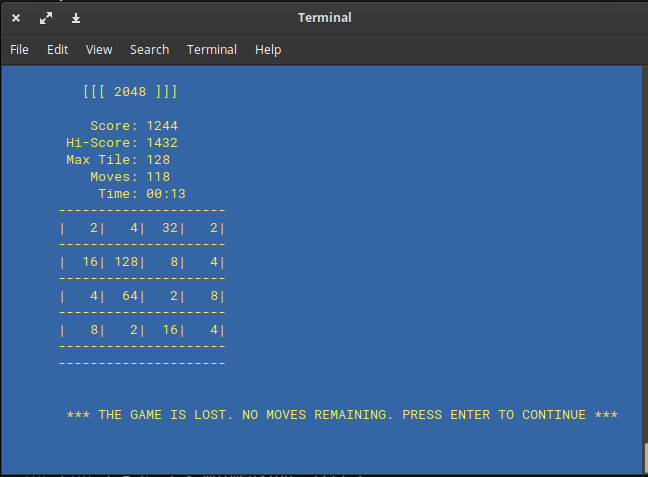 Terminal
File Edit View Search Terminal Help
[[[ 2048 ]]]
Score: 1244
Hi-Score: 1432
Max Tile: 128
Moves: 118
Time: 00:13
---------------------
| 2| 4| 32| 2|
---------------------
| 16| 128| 8| 4|
---------------------
| 4| 64| 2| 8|
---------------------
| 8| 2| 16| 4|
---------------------
---------------------
*** THE GAME IS LOST. NO MOVES REMAINING. PRESS ENTER TO CONTINUE ***